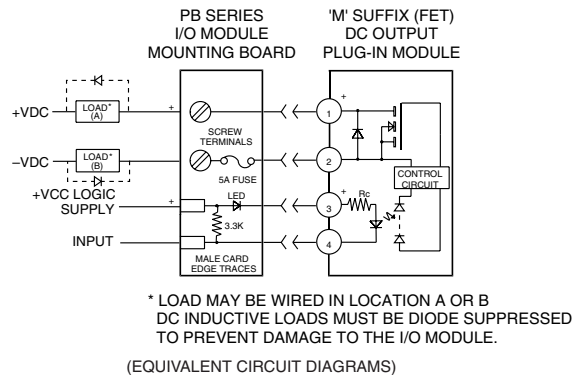 PB SERIES
I/O MODULE
MOUNTING BOARD
'M' SUFFIX (FET)
DC OUTPUT
PLUG-IN MODULE
+VDC
LOAD*
(A)
+
SCREW
TERMINALS
1
+
–VDC
LOAD*
(B)
5A FUSE
2
CONTROL
CIRCUIT
+VCC LOGIC
SUPPLY
+
LED
3
+
Rc
3.3K
INPUT
4
MALE CARD
EDGE TRACES
* LOAD MAY BE WIRED IN LOCATION A OR B
DC INDUCTIVE LOADS MUST BE DIODE SUPPRESSED
TO PREVENT DAMAGE TO THE I/O MODULE.
(EQUIVALENT CIRCUIT DIAGRAMS)